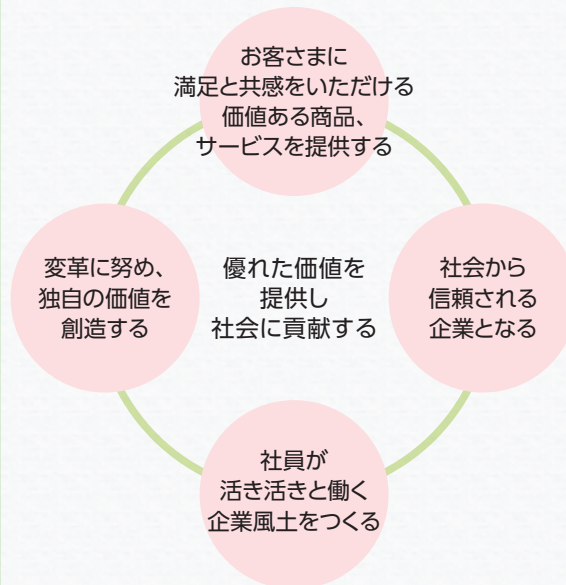 お客さまに
満足と共感をいただける
価値ある商品、
サービスを提供する
変革に努め、
独自の価値を
創造する
優れた価値を
提供し
社会に貢献する
社会から
信頼される
企業となる
社員が
活き活きと働く
企業風土をつくる